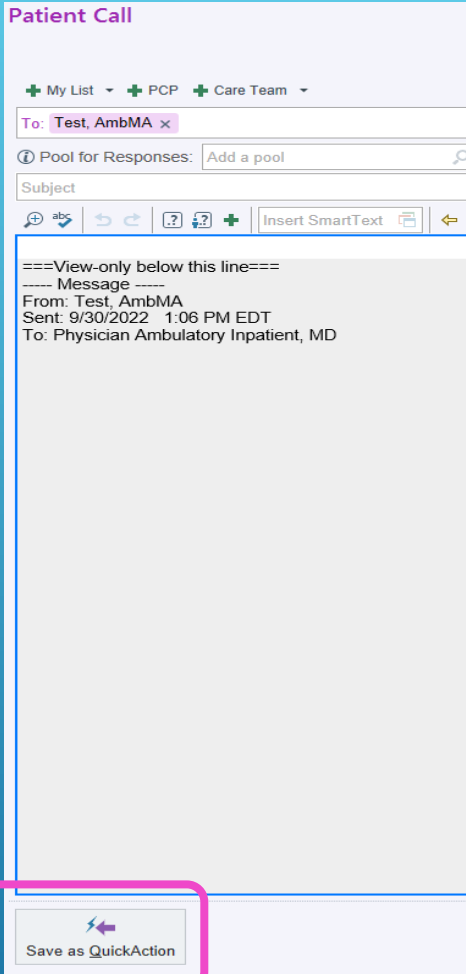 Patient Call
My List PCP Care Team
To: Test, AmbMA ×
Pool for Responses: Add a pool
Subject
abc .? .? Insert SmartText
===View-only below this line===
----- Message -----
From: Test, AmbMA
Sent: 9/30/2022 1:06 PM EDT
To: Physician Ambulatory Inpatient, MD
Save as QuickAction